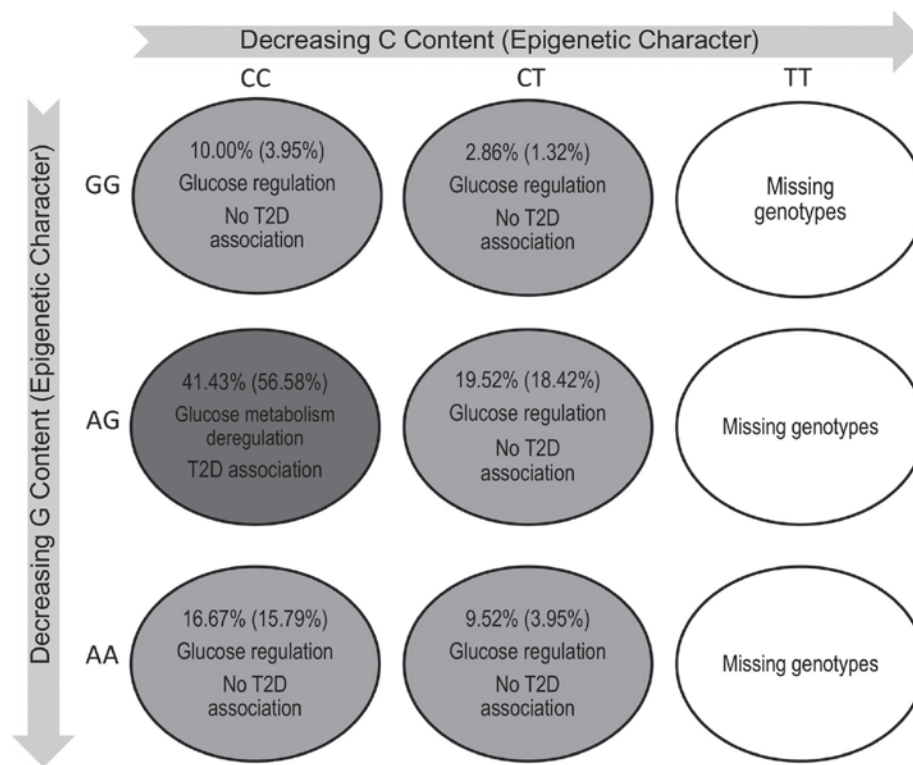 Decreasing C Content (Epigenetic Character)
CC
CT
TT
Decreasing G Content (Epigenetic Character)
GG
10.00% (3.95%)
Glucose regulation
No T2D
association
2.86% (1.32%)
Glucose regulation
No T2D
association
Missing
genotypes
AG
41.43% (56.58%)
Glucose metabolism
deregulation
T2D association
19.52% (18.42%)
Glucose regulation
No T2D
association
Missing genotypes
AA
16.67% (15.79%)
Glucose regulation
No T2D
association
9.52% (3.95%)
Glucose regulation
No T2D
association
Missing genotypes